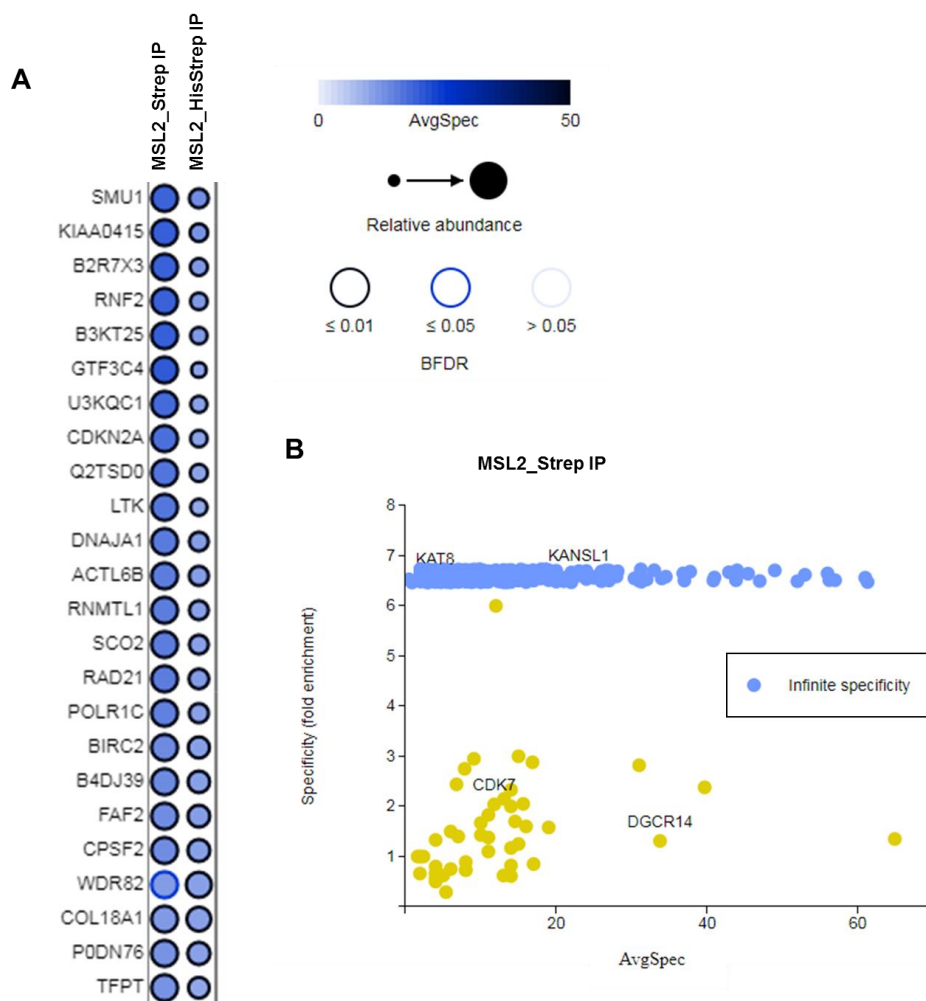 A
MSL2_Strep IP
MSL2_HisStrep IP
0
AvgSpec
50
Relative abundance
≤ 0.01
≤ 0.05
> 0.05
BFDR
SMU1
KIAA0415
B2R7X3
RNF2
B3KT25
GTF3C4
U3KQC1
CDKN2A
Q2TSD0
LTK
DNAJA1
ACTL6B
RNMTL1
SCO2
RAD21
POLR1C
BIRC2
B4DJ39
FAF2
CPSF2
WDR82
COL18A1
P0DN76
TFPT
B
MSL2_Strep IP
Specificity (fold enrichment)
8
7
6
5
4
3
2
1
KAT8
KANSL1
Infinite specificity
CDK7
DGCR14
20
40
60
AvgSpec